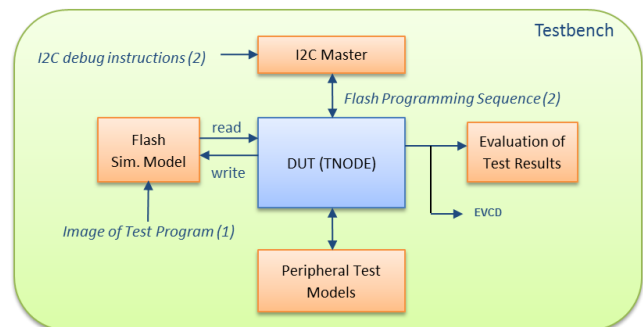 Testbench
I2C debug instructions (2)
I2C Master
Flash Programming Sequence (2)
Flash
Sim. Model
read
write
DUT (TNODE)
Evaluation of
Test Results
EVCD
Image of Test Program (1)
Peripheral Test
Models